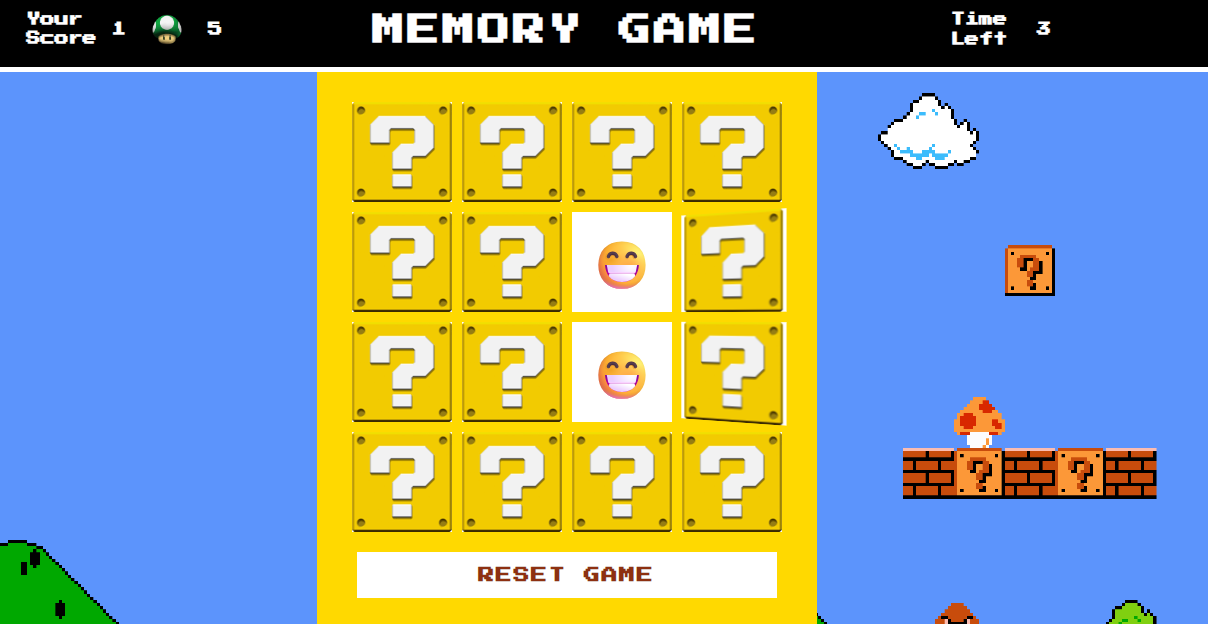 Your
Score
1
5
MEMORY GAME
Time
Left
3
? ? ? ?
? ? ?
? ? ?
? ? ? ?
?
? ?
RESET GAME